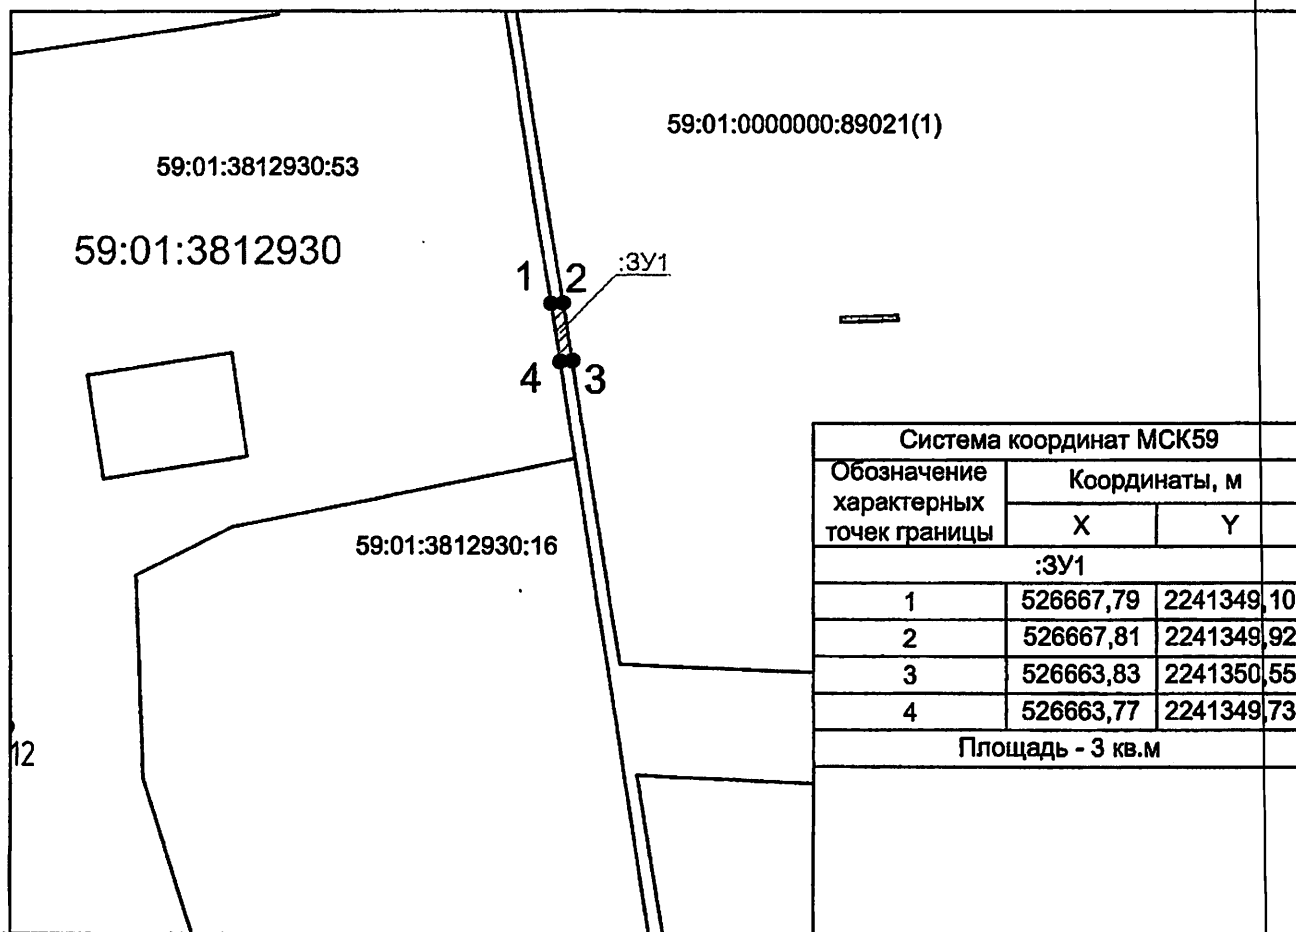 59:01:0000000:89021(1)
59:01:3812930:53
59:01:3812930
1
2
:ЗУ1
4
3
59:01:3812930:16
12
Система координат МСК59
Обозначение характерных точек границы
Координаты, м
X
Y
:ЗУ1
1 526667,79 2241349,10
2 526667,81 2241349,92
3 526663,83 2241350,55
4 526663,77 2241349,73
Площадь - 3 кв.м